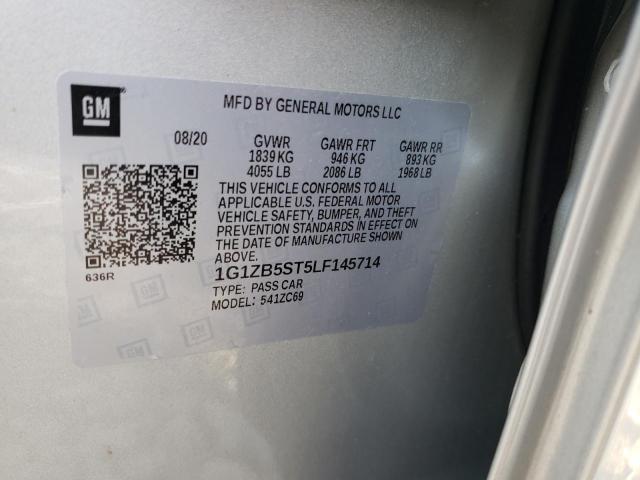 GM
MFD BY GENERAL MOTORS LLC
08/20 GVWR GAWR FRT GAWR RR
1839 KG 946 KG 893 KG
4055 LB 2086 LB 1968 LB
THIS VEHICLE CONFORMS TO ALL
APPLICABLE U.S. FEDERAL MOTOR
VEHICLE SAFETY, BUMPER, AND THEFT
PREVENTION STANDARDS IN EFFECT ON
THE DATE OF MANUFACTURE SHOWN
ABOVE.
1G1ZB5ST5LF145714
TYPE: PASS CAR
MODEL: 541ZC69
636R